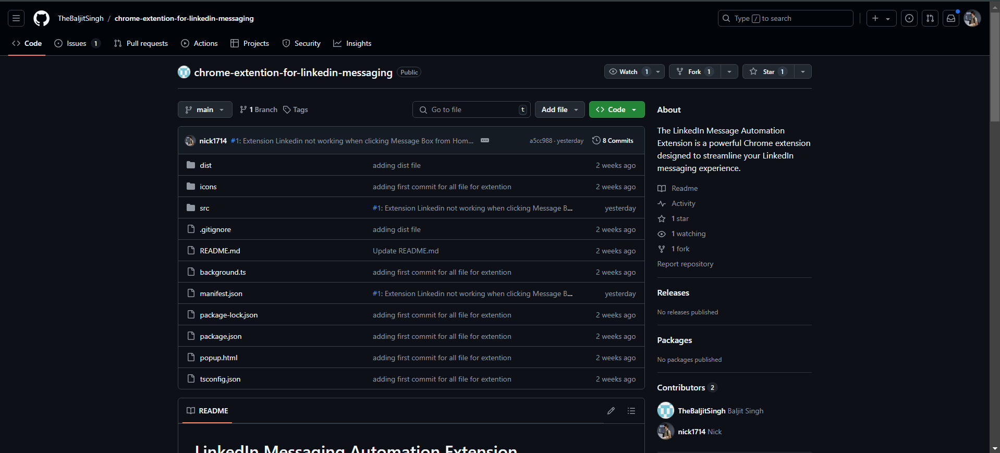 TheBaljitSingh / chrome-extention-for-linkedin-messaging
Type / to search
Code
Issues 1
Pull requests
Actions
Projects
Security
Insights
chrome-extention-for-linkedin-messaging Public
Watch 1
Fork 1
Star 1
main
1 Branch
Tags
Go to file t
Add file
Code
nick1714 #1: Extension Linkedin not working when clicking Message Box from Hom... a5cc988 · yesterday 8 Commits
dist adding dist file 2 weeks ago
icons adding first commit for all file for extention 2 weeks ago
src #1: Extension Linkedin not working when clicking Message B... yesterday
.gitignore adding dist file 2 weeks ago
README.md Update README.md 2 weeks ago
background.ts adding first commit for all file for extention 2 weeks ago
manifest.json #1: Extension Linkedin not working when clicking Message B... yesterday
package-lock.json adding first commit for all file for extention 2 weeks ago
package.json adding first commit for all file for extention 2 weeks ago
popup.html adding first commit for all file for extention 2 weeks ago
tsconfig.json adding first commit for all file for extention 2 weeks ago
README
LinkedIn Messaging Automation Extension
About
The LinkedIn Message Automation
Extension is a powerful Chrome extension
designed to streamline your LinkedIn
messaging experience.
Readme
Activity
1 star
1 watching
1 fork
Report repository
Releases
No releases published
Packages
No packages published
Contributors 2
TheBaljitSingh Baljit Singh
nick1714 Nick